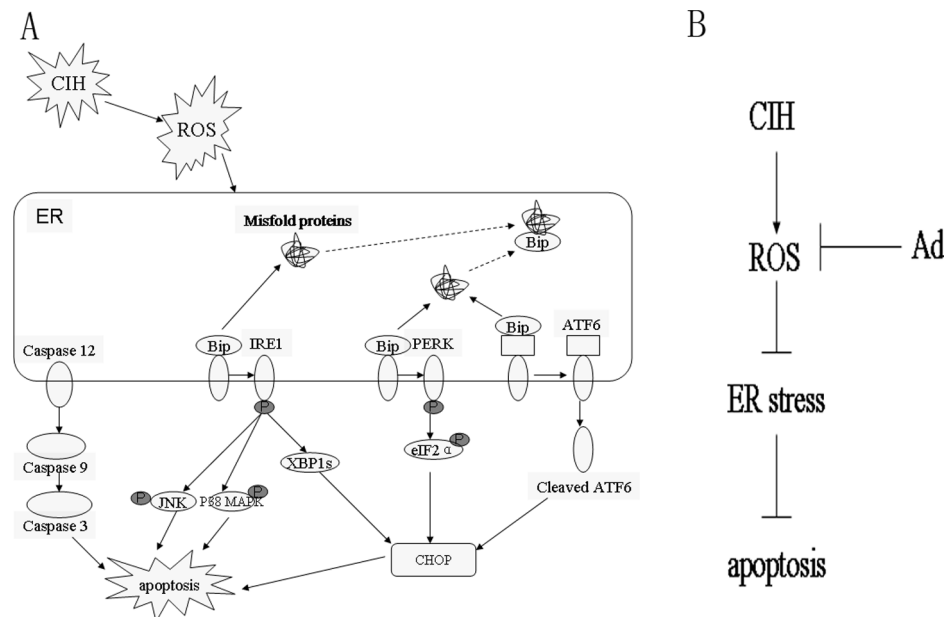 A
B
CIH
ROS
ER
Misfold proteins
Bip
Bip
IRE1
Bip
PERK
Bip
ATF6
Caspase 12
P
P
Caspase 9
XBP1s
eIF2α
P
Cleaved ATF6
P
JNK
P38 MAPK
P
Caspase 3
CHOP
apoptosis
CIH
ROS
Ad
ER stress
apoptosis